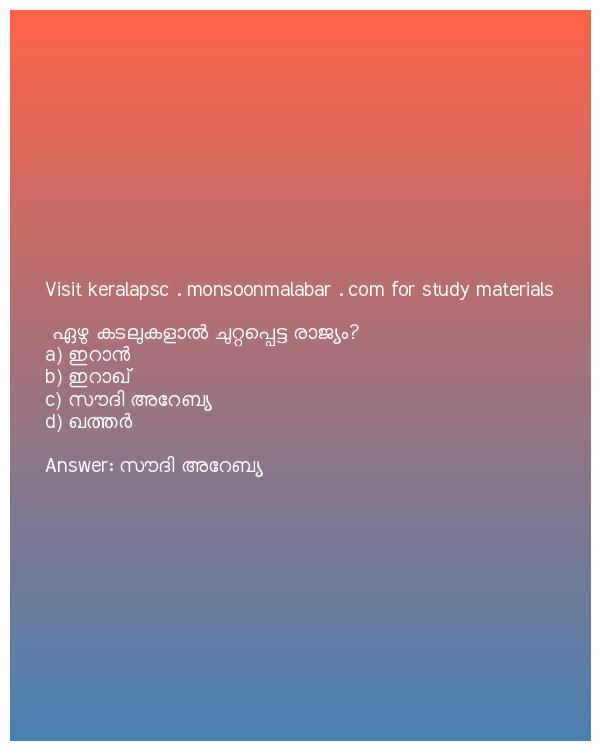 Visit keralapsc . monsoonmalabar . com for study materials
ഏഴു കടലുകളാൽ ചുറ്റപ്പെട്ട രാജ്യം?
a) ഇറാൻ
b) ഇറാഖ്
c) സൗദി അറേബ്യ
d) ഖത്തർ
Answer: സൗദി അറേബ്യ